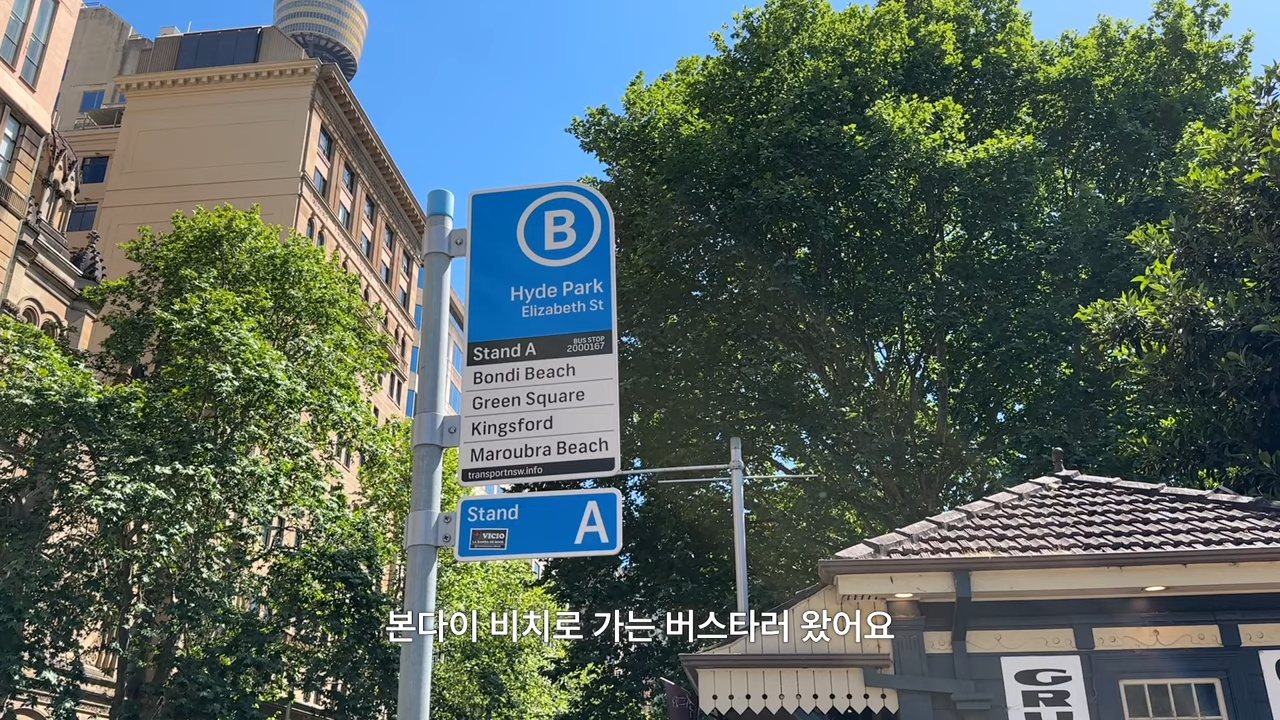 B
Hyde Park
Elizabeth St
Stand A
BUS STOP
2000167
Bondi Beach
Green Square
Kingsford
Maroubra Beach
transportnsw.info
Stand
A
VICIO
본다이 비치로 가는 버스타러 왔어요